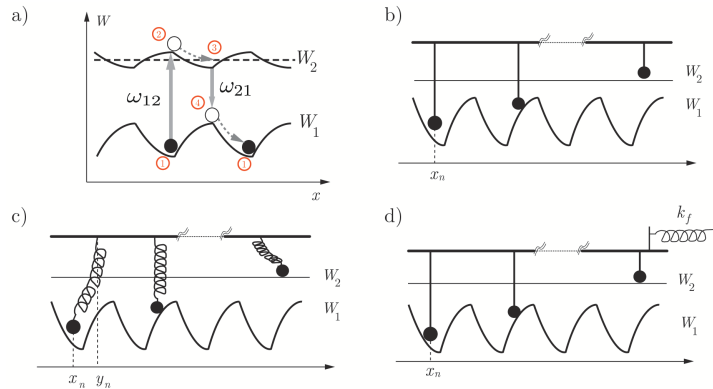 a)
W
② ③
W₂
ω₁₂ ω₂₁
④
W₁
① ①
x
b)
W₂
W₁
xₙ
c)
W₂
W₁
xₙ yₙ
d)
k_f
W₂
W₁
xₙ